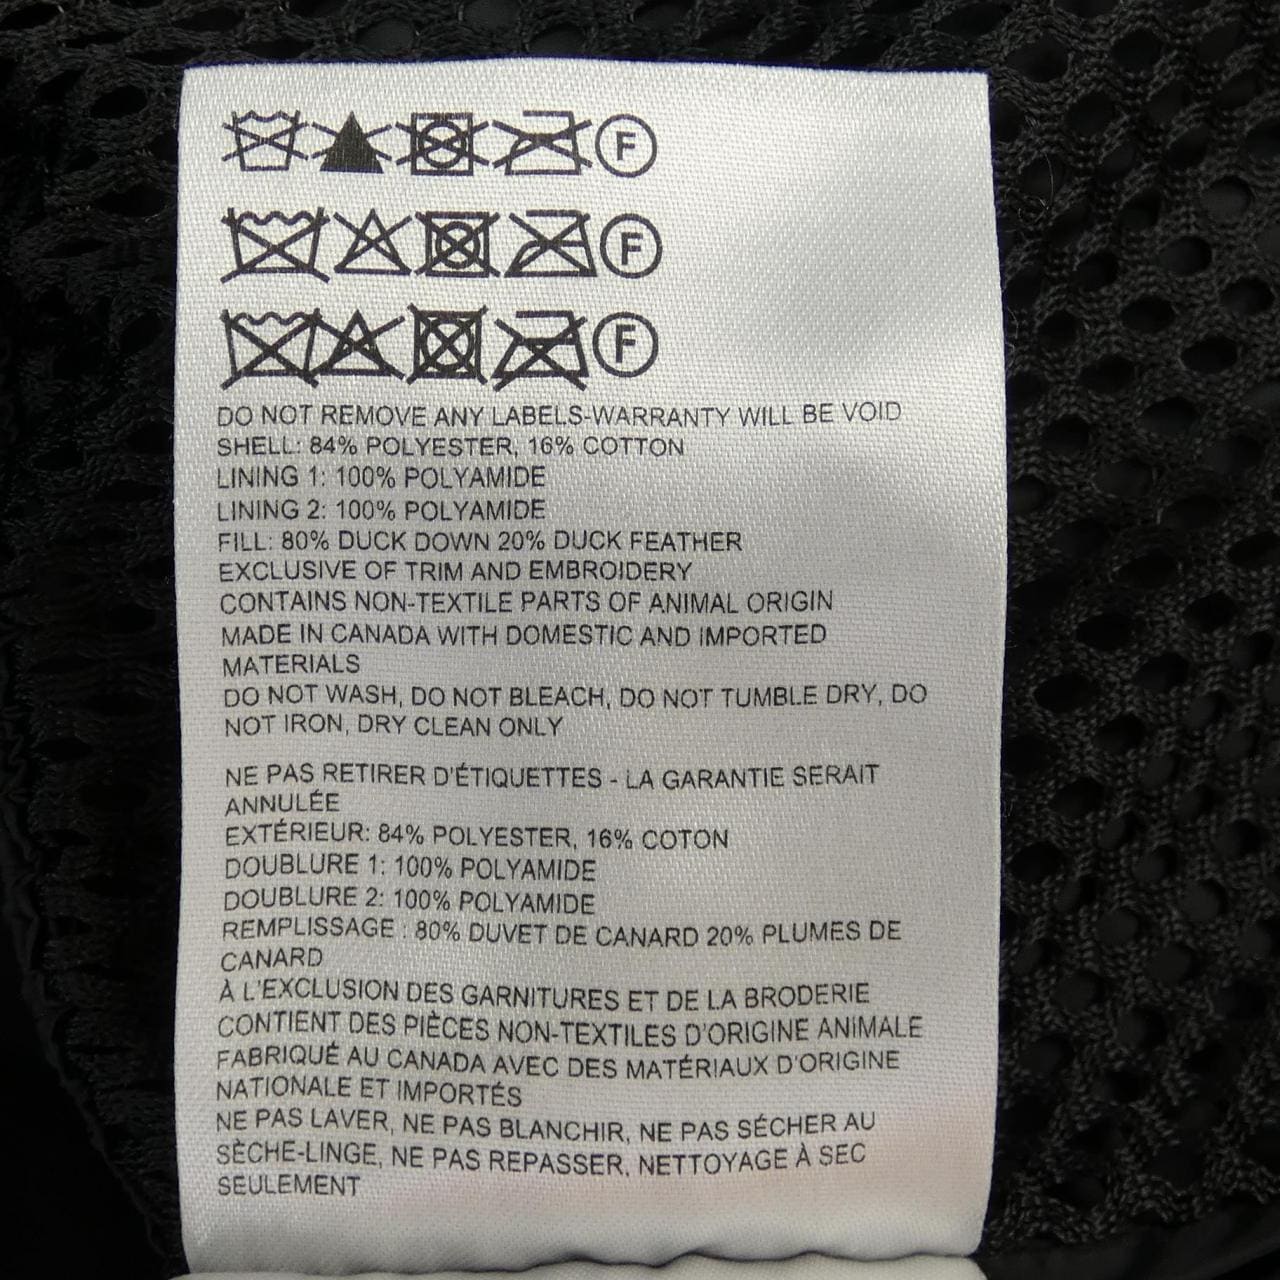 F
F
F
DO NOT REMOVE ANY LABELS-WARRANTY WILL BE VOID
SHELL: 84% POLYESTER, 16% COTTON
LINING 1: 100% POLYAMIDE
LINING 2: 100% POLYAMIDE
FILL: 80% DUCK DOWN 20% DUCK FEATHER
EXCLUSIVE OF TRIM AND EMBROIDERY
CONTAINS NON-TEXTILE PARTS OF ANIMAL ORIGIN
MADE IN CANADA WITH DOMESTIC AND IMPORTED
MATERIALS
DO NOT WASH, DO NOT BLEACH, DO NOT TUMBLE DRY, DO
NOT IRON, DRY CLEAN ONLY
NE PAS RETIRER D'ÉTIQUETTES - LA GARANTIE SERAIT
ANNULÉE
EXTÉRIEUR: 84% POLYESTER, 16% COTON
DOUBLURE 1: 100% POLYAMIDE
DOUBLURE 2: 100% POLYAMIDE
REMPLISSAGE : 80% DUVET DE CANARD 20% PLUMES DE
CANARD
À L'EXCLUSION DES GARNITURES ET DE LA BRODERIE
CONTIENT DES PIÈCES NON-TEXTILES D'ORIGINE ANIMALE
FABRIQUÉ AU CANADA AVEC DES MATÉRIAUX D'ORIGINE
NATIONALE ET IMPORTÉS
NE PAS LAVER, NE PAS BLANCHIR, NE PAS SÉCHER AU
SÈCHE-LINGE, NE PAS REPASSER, NETTOYAGE À SEC
SEULEMENT